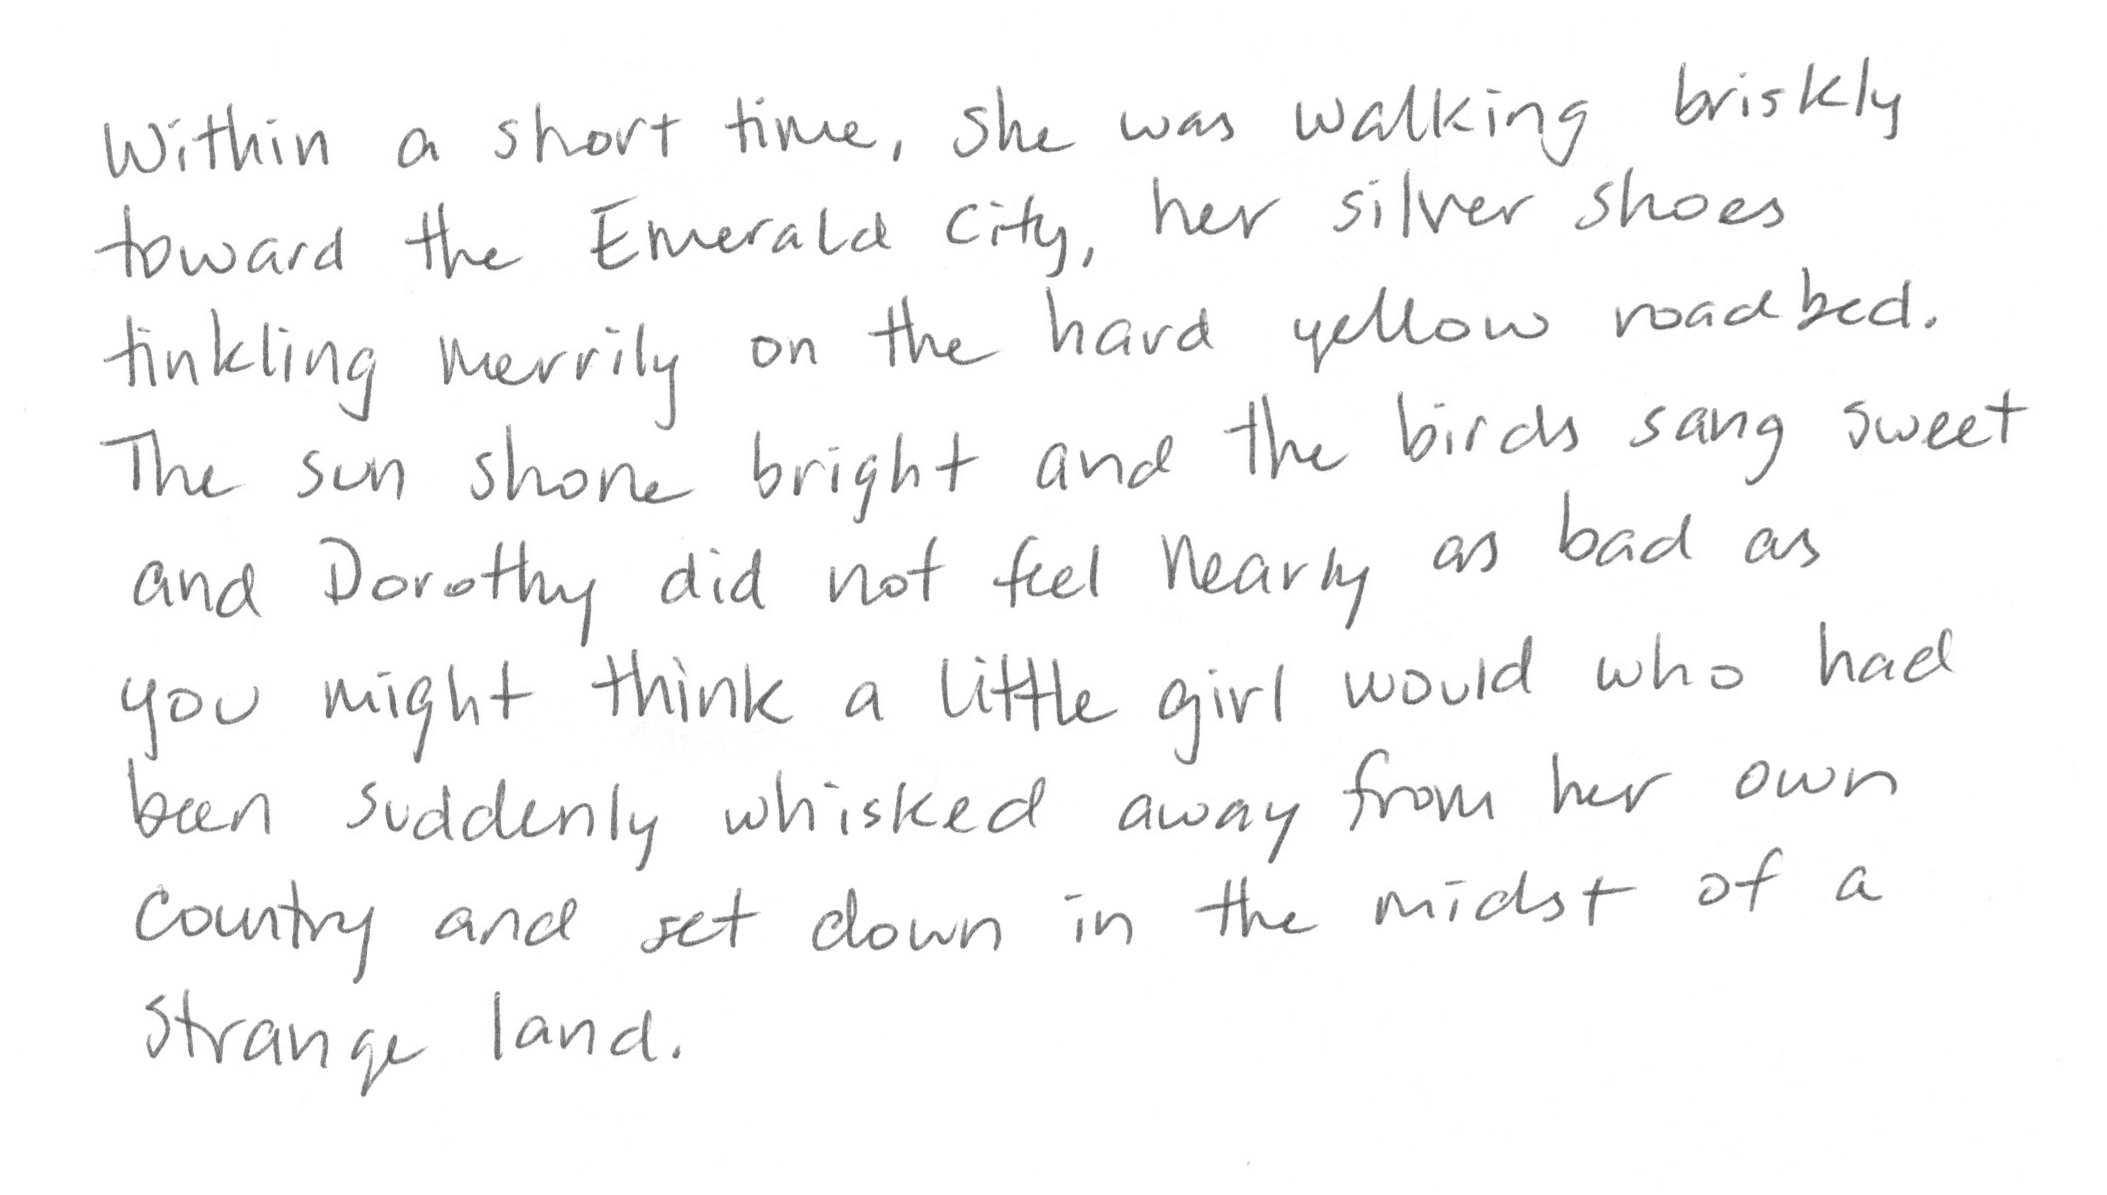 Within a short time, she was walking briskly
toward the Emerald City, her silver shoes
tinkling merrily on the hard yellow roadbed.
The sun shone bright and the birds sang sweet
and Dorothy did not feel nearly as bad as
you might think a little girl would who had
been suddenly whisked away from her own
country and set down in the midst of a
strange land.